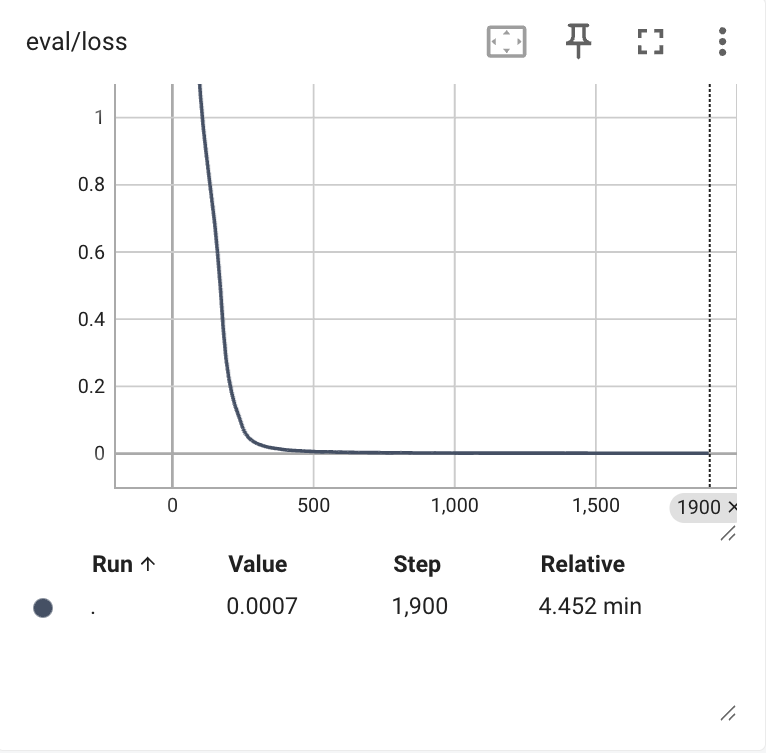 eval/loss
1
0.8
0.6
0.4
0.2
0
0 500 1,000 1,500 1900 ×
Run ↑ Value Step Relative
. 0.0007 1,900 4.452 min